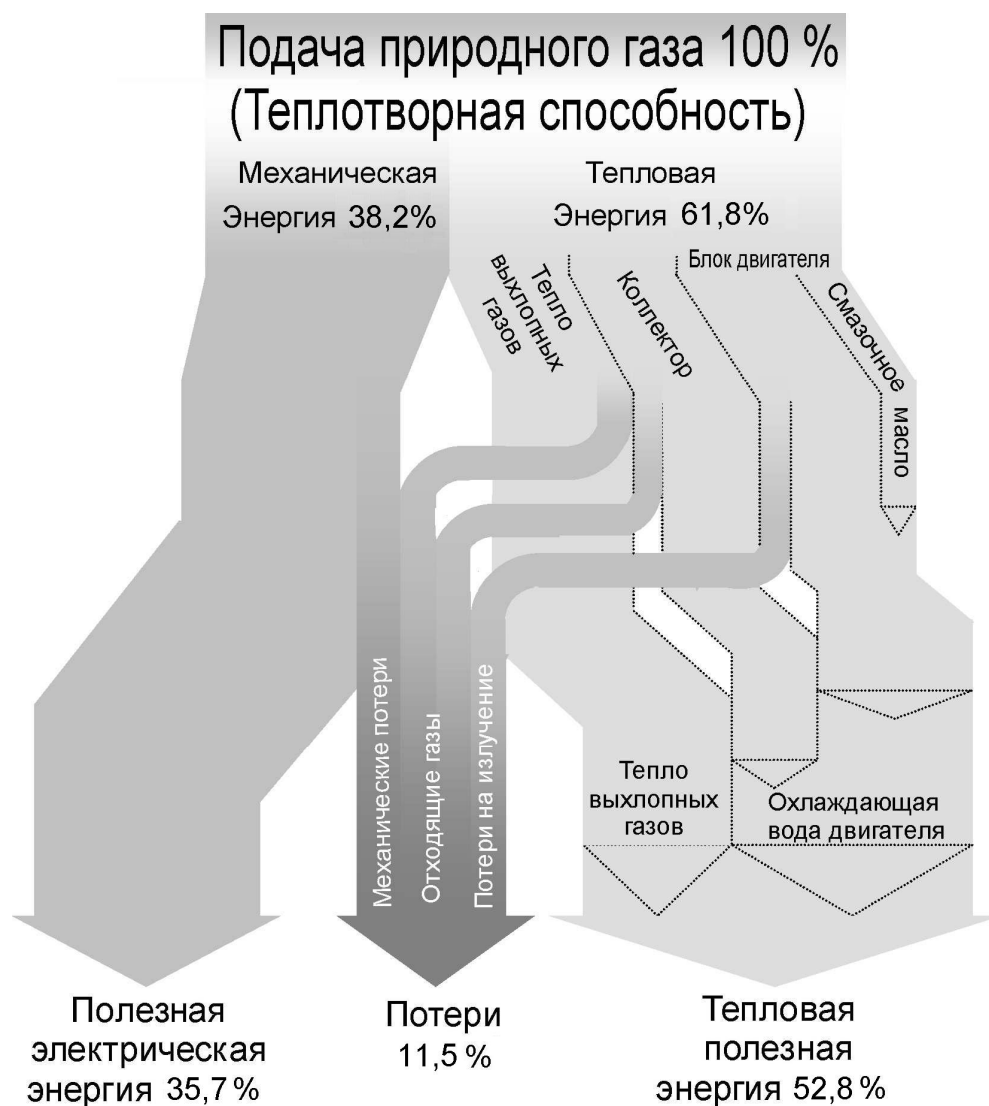 Подача природного газа 100 %
(Теплотворная способность)
Механическая
Энергия 38,2%
Тепловая
Энергия 61,8%
Тепло
выхлопных
газов
Коллектор
Блок двигателя
Смазочное
масло
Механические потери
Отходящие газы
Потери на излучение
Тепло
выхлопных
газов
Охлаждающая
вода двигателя
Полезная
электрическая
энергия 35,7%
Потери
11,5 %
Тепловая
полезная
энергия 52,8%